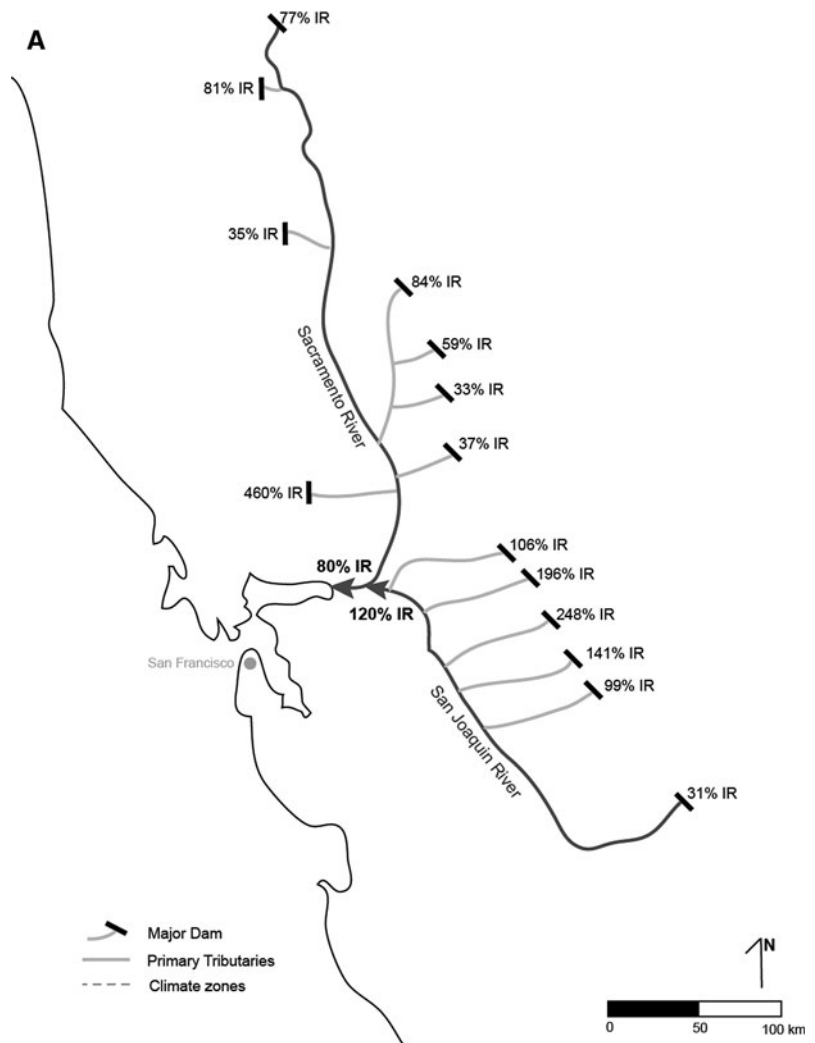 A
77% IR
81% IR
35% IR
84% IR
59% IR
33% IR
Sacramento River
37% IR
460% IR
106% IR
80% IR
196% IR
120% IR
248% IR
San Francisco
141% IR
99% IR
San Joaquin River
31% IR
Major Dam
Primary Tributaries
Climate zones
N
0 50 100 km